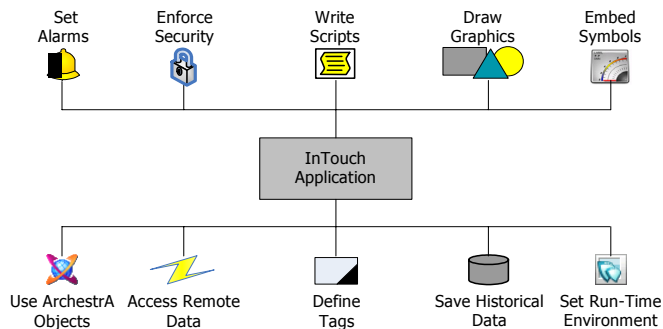 Set
Alarms
Enforce
Security
Write
Scripts
Draw
Graphics
Embed
Symbols
InTouch
Application
Use ArchestrA
Objects
Access Remote
Data
Define
Tags
Save Historical
Data
Set Run-Time
Environment